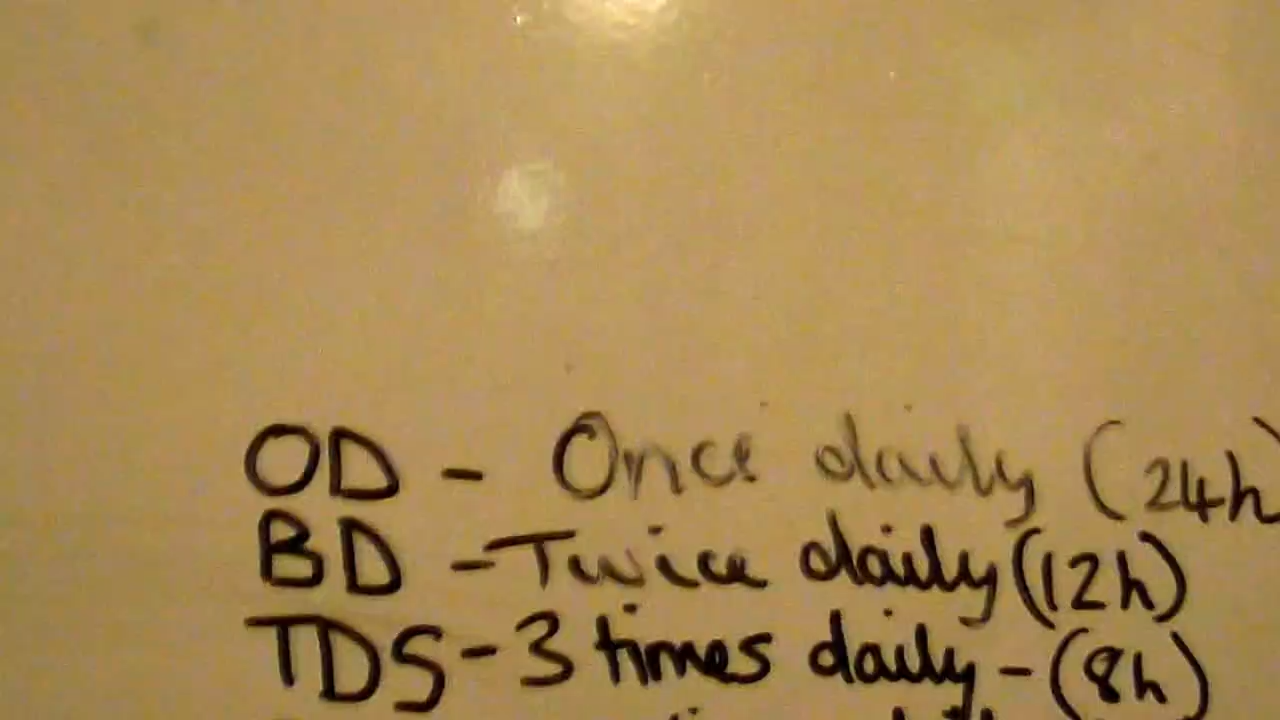 OD - Once daily (24h)
BD - Twice daily (12h)
TDS - 3 times daily - (8h)